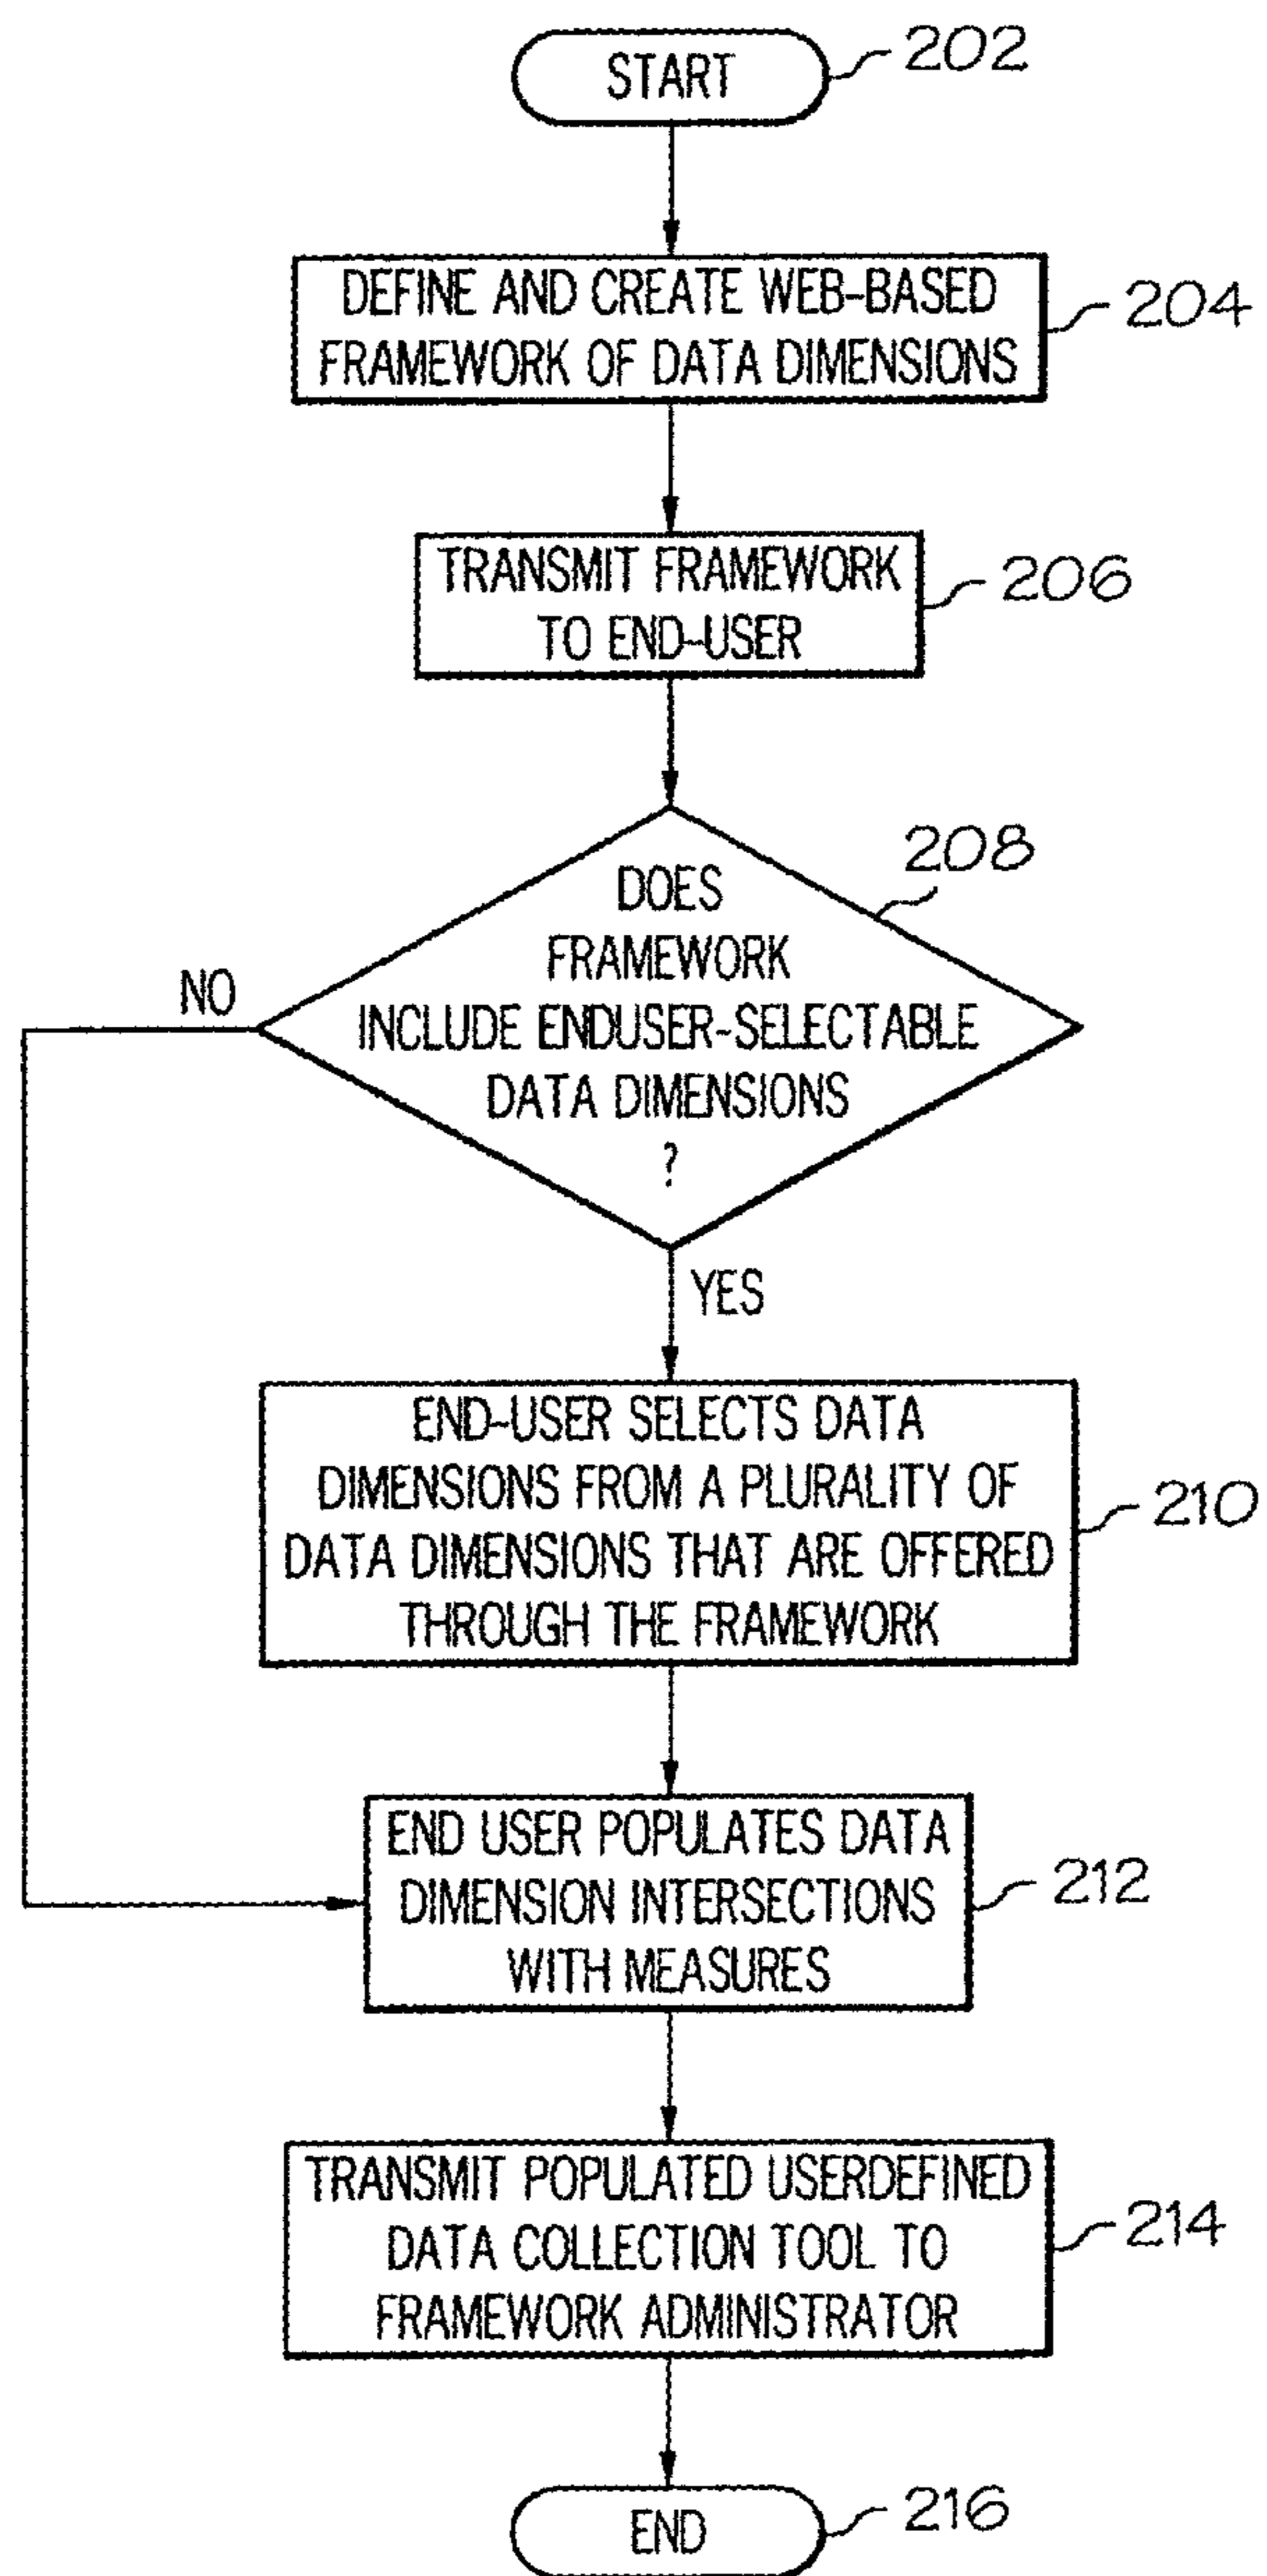 START
202
DEFINE AND CREATE WEB-BASED
FRAMEWORK OF DATA DIMENSIONS
204
TRANSMIT FRAMEWORK
TO END-USER
206
208
DOES
FRAMEWORK
INCLUDE ENDUSER-SELECTABLE
DATA DIMENSIONS
?
NO
YES
END-USER SELECTS DATA
DIMENSIONS FROM A PLURALITY OF
DATA DIMENSIONS THAT ARE OFFERED
THROUGH THE FRAMEWORK
210
END USER POPULATES DATA
DIMENSION INTERSECTIONS
WITH MEASURES
212
TRANSMIT POPULATED USERDEFINED
DATA COLLECTION TOOL TO
FRAMEWORK ADMINISTRATOR
214
END
216